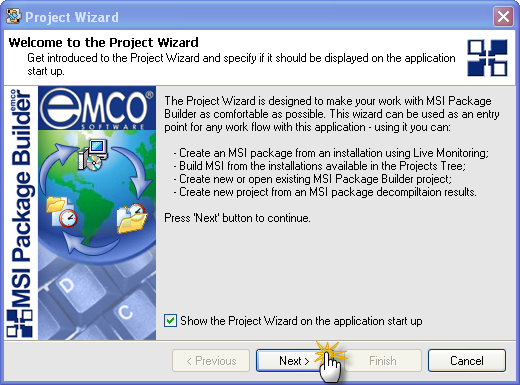 Project Wizard
Welcome to the Project Wizard
Get introduced to the Project Wizard and specify if it should be displayed on the application
start up.
MSI Package Builder emco
EMCO
SOFTWARE
The Project Wizard is designed to make your work with MSI Package
Builder as comfortable as possible. This wizard can be used as an entry
point for any work flow with this application - using it you can:
- Create an MSI package from an installation using Live Monitoring;
- Build MSI from the installations available in the Projects Tree;
- Create new or open existing MSI Package Builder project;
- Create new project from an MSI package decompiltaion results.
Press 'Next' button to continue.
Show the Project Wizard on the application start up
< Previous
Next >
Finish
Cancel